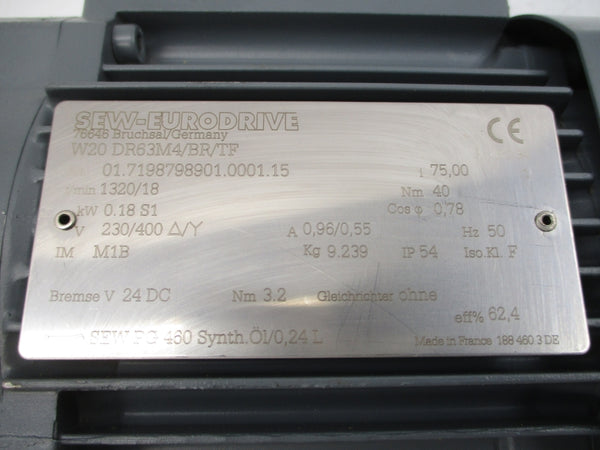 SEW-EURODRIVE
76646 Bruchsal/Germany
W20 DR63M4/BR/TF
01.7198798901.0001.15 i 75,00
r/min 1320/18 Nm 40
kW 0.18 S1 Cos φ 0,78
V 230/400 Δ/Y A 0,96/0,55 Hz 50
IM M1B Kg 9.239 IP 54 Iso.Kl. F
Bremse V 24 DC Nm 3.2 Gleichrichter ohne
eff% 62,4
SEW PG 460 Synth.Öl/0,24 L Made in France 188 460 3 DE
CE